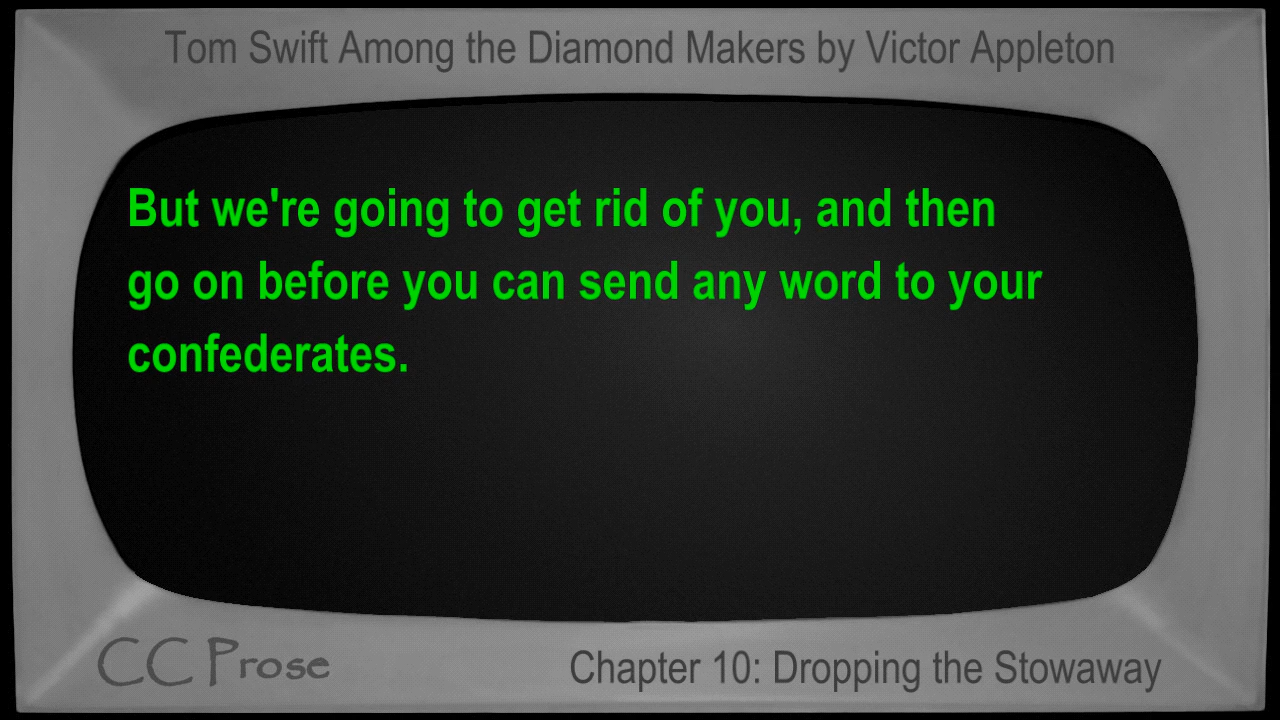 Tom Swift Among the Diamond Makers by Victor Appleton
But we're going to get rid of you, and then
go on before you can send any word to your
confederates.
CC Prose
Chapter 10: Dropping the Stowaway